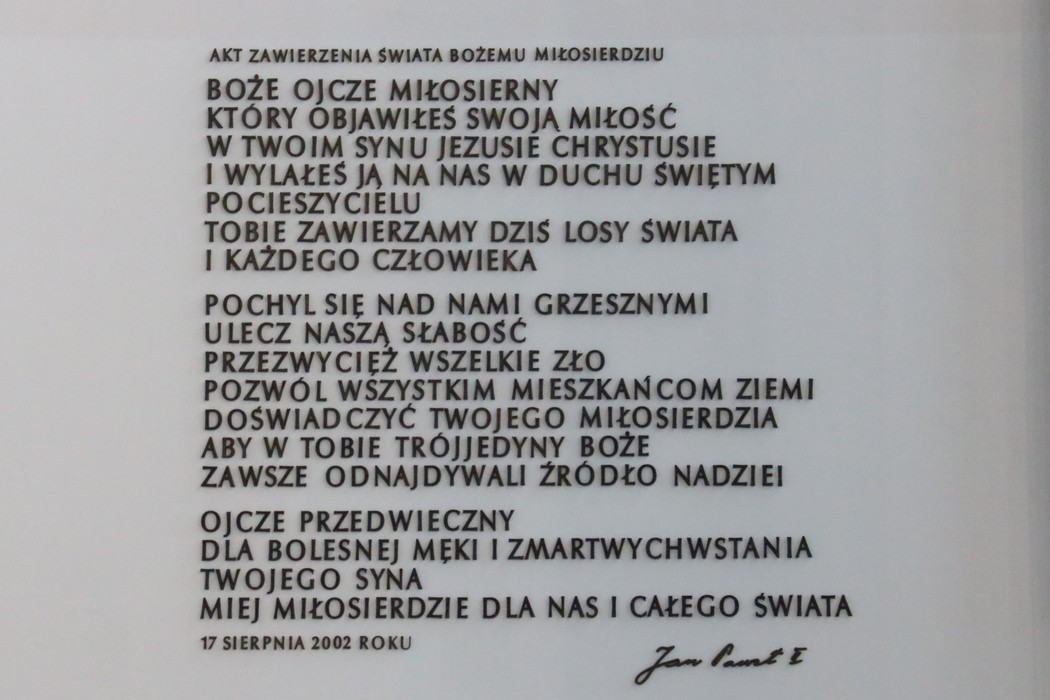 AKT ZAWIERZENIA ŚWIATA BOŻEMU MIŁOSIERDZIU
BOŻE OJCZE MIŁOSIERNY
KTÓRY OBJAWIŁEŚ SWOJĄ MIŁOŚĆ
W TWOIM SYNU JEZUSIE CHRYSTUSIE
I WYLAŁEŚ JĄ NA NAS W DUCHU ŚWIĘTYM
POCIESZYCIELU
TOBIE ZAWIERZAMY DZIŚ LOSY ŚWIATA
I KAŻDEGO CZŁOWIEKA
POCHYL SIĘ NAD NAMI GRZESZNYMI
ULECZ NASZĄ SŁABOŚĆ
PRZEZWYCIĘŻ WSZELKIE ZŁO
POZWÓL WSZYSTKIM MIESZKAŃCOM ZIEMI
DOŚWIADCZYĆ TWOJEGO MIŁOSIERDZIA
ABY W TOBIE TRÓJJEDYNY BOŻE
ZAWSZE ODNAJDYWALI ŹRÓDŁO NADZIEI
OJCZE PRZEDWIECZNY
DLA BOLESNEJ MĘKI I ZMARTWYCHWSTANIA
TWOJEGO SYNA
MIEJ MIŁOSIERDZIE DLA NAS I CAŁEGO ŚWIATA
17 SIERPNIA 2002 ROKU
Jan Paweł II